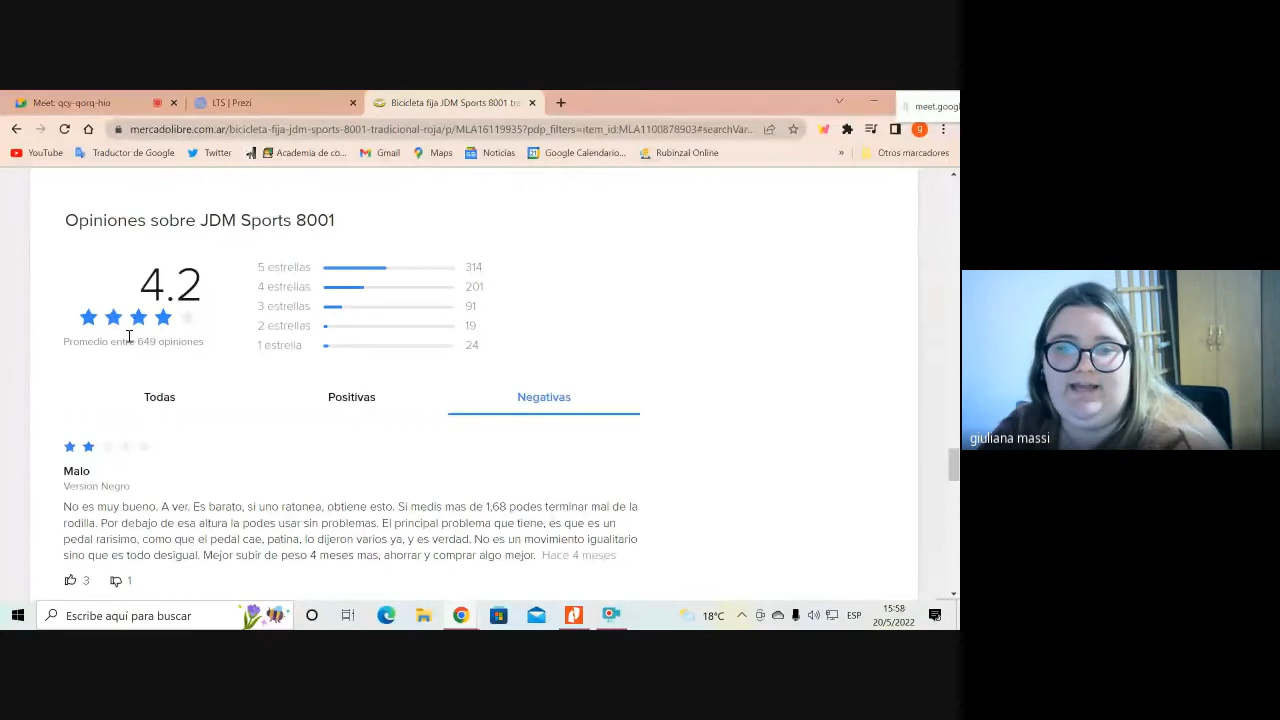 Meet: qcy-qorq-hio
LTS | Prezi
Bicicleta fija JDM Sports 8001 tra
meet.google
mercadolibre.com.ar/bicicleta-fija-jdm-sports-8001-tradicional-roja/p/MLA16119935?pdp_filters=item_id:MLA1100878903#searchVar...
YouTube
Traductor de Google
Twitter
Academia de co...
Gmail
Maps
Noticias
Google Calendario...
Rubinzal Online
»
Otros marcadores
Opiniones sobre JDM Sports 8001
4.2
Promedio entre 649 opiniones
5 estrellas 314
4 estrellas 201
3 estrellas 91
2 estrellas 19
1 estrella 24
Todas
Positivas
Negativas
Malo
Version Negro
No es muy bueno. A ver. Es barato, si uno ratonea, obtiene esto. Si medis mas de 1,68 podes terminar mal de la
rodilla. Por debajo de esa altura la podes usar sin problemas. El principal problema que tiene, es que es un
pedal rarisimo, como que el pedal cae, patina, lo dijeron varios ya, y es verdad. No es un movimiento igualitario
sino que es todo desigual. Mejor subir de peso 4 meses mas, ahorrar y comprar algo mejor. Hace 4 meses
3
1
giuliana massi
Escribe aquí para buscar
18°C
ESP
15:58
20/5/2022